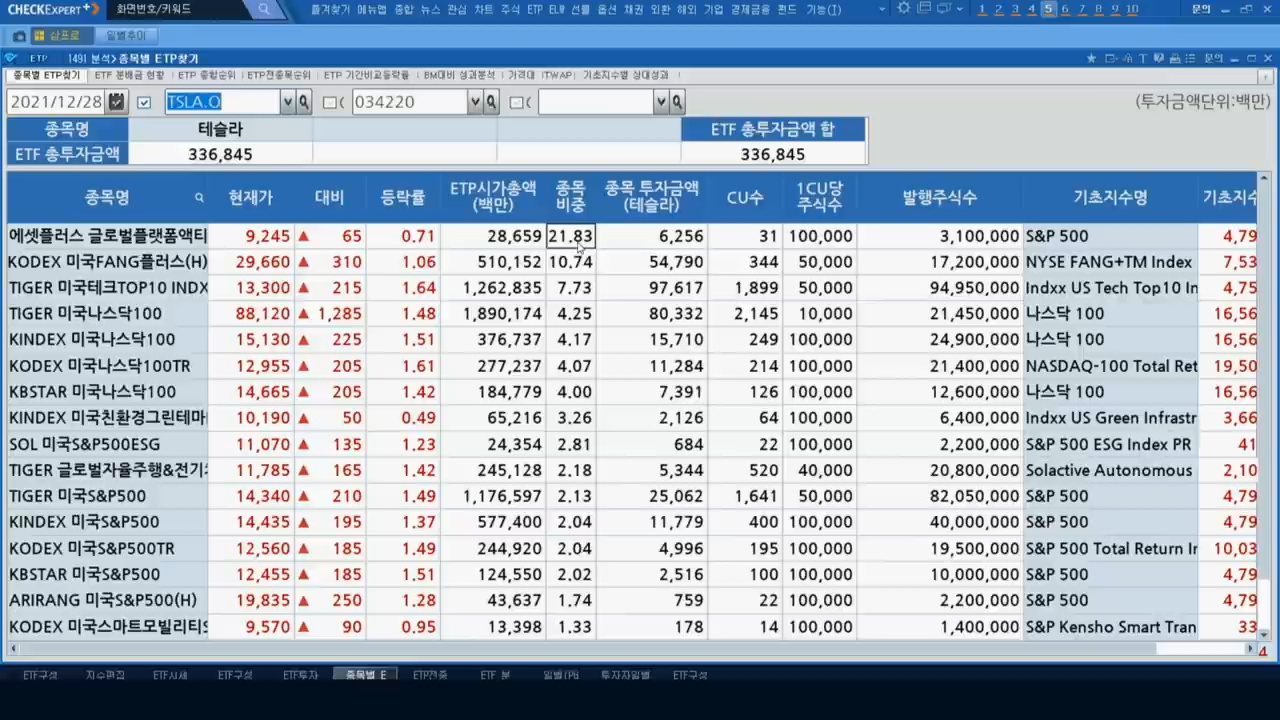 CHECKEXPERT+ 화면번호/키워드 즐겨찾기 메뉴맵 종합 뉴스 관심 차트 주식 ETP ELW 선물 옵션 채권 외환 해외 기업 경제금융 펀드 기능(T) 1 2 3 4 5 6 7 8 9 10 문의
삽프로 일별추이
ETP 1491 분석>종목별 ETP찾기 문의
종목별 ETP찾기 ETF 분배금 현황 ETP 종합순위 ETP전종목순위 ETP 기간비교등락률 BM대비 성과분석 가격대 TWAP 기초지수별 상대성과
2021/12/28 TSLA.O 034220 (투자금액단위:백만)
종목명 테슬라 ETF 총투자금액 합
ETF 총투자금액 336,845 336,845
종목명 현재가 대비 등락률 ETP시가총액 (백만) 종목 비중 종목 투자금액 (테슬라) CU수 1CU당 주식수 발행주식수 기초지수명 기초지수
에셋플러스 글로벌플랫폼액티 9,245 ▲ 65 0.71 28,659 21.83 6,256 31 100,000 3,100,000 S&P 500 4,79
KODEX 미국FANG플러스(H) 29,660 ▲ 310 1.06 510,152 10.74 54,790 344 50,000 17,200,000 NYSE FANG+TM Index 7,53
TIGER 미국테크TOP10 INDX 13,300 ▲ 215 1.64 1,262,835 7.73 97,617 1,899 50,000 94,950,000 Indxx US Tech Top10 In 4,75
TIGER 미국나스닥100 88,120 ▲ 1,285 1.48 1,890,174 4.25 80,332 2,145 10,000 21,450,000 나스닥 100 16,56
KINDEX 미국나스닥100 15,130 ▲ 225 1.51 376,737 4.17 15,710 249 100,000 24,900,000 나스닥 100 16,56
KODEX 미국나스닥100TR 12,955 ▲ 205 1.61 277,237 4.07 11,284 214 100,000 21,400,000 NASDAQ-100 Total Ret 19,50
KBSTAR 미국나스닥100 14,665 ▲ 205 1.42 184,779 4.00 7,391 126 100,000 12,600,000 나스닥 100 16,56
KINDEX 미국친환경그린테마 10,190 ▲ 50 0.49 65,216 3.26 2,126 64 100,000 6,400,000 Indxx US Green Infrastr 3,66
SOL 미국S&P500ESG 11,070 ▲ 135 1.23 24,354 2.81 684 22 100,000 2,200,000 S&P 500 ESG Index PR 41
TIGER 글로벌자율주행&전기 11,785 ▲ 165 1.42 245,128 2.18 5,344 520 40,000 20,800,000 Solactive Autonomous 2,10
TIGER 미국S&P500 14,340 ▲ 210 1.49 1,176,597 2.13 25,062 1,641 50,000 82,050,000 S&P 500 4,79
KINDEX 미국S&P500 14,435 ▲ 195 1.37 577,400 2.04 11,779 400 100,000 40,000,000 S&P 500 4,79
KODEX 미국S&P500TR 12,560 ▲ 185 1.49 244,920 2.04 4,996 195 100,000 19,500,000 S&P 500 Total Return Ir 10,03
KBSTAR 미국S&P500 12,455 ▲ 185 1.51 124,550 2.02 2,516 100 100,000 10,000,000 S&P 500 4,79
ARIRANG 미국S&P500(H) 19,835 ▲ 250 1.28 43,637 1.74 759 22 100,000 2,200,000 S&P 500 4,79
KODEX 미국스마트모빌리티S 9,570 ▲ 90 0.95 13,398 1.33 178 14 100,000 1,400,000 S&P Kensho Smart Tran 33
4
ETF구성 지수편집 ETF시세 ETF구성 ETF투자 종목별 E ETP전종 ETF 분 일별(PB 투자자일별 ETF구성